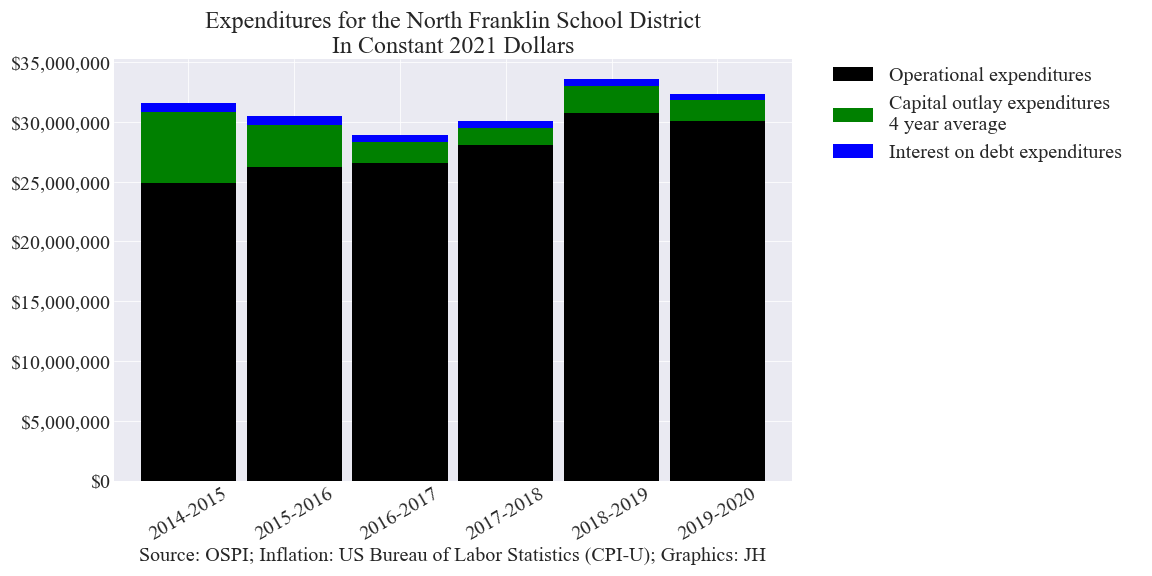 Expenditures for the North Franklin School District
In Constant 2021 Dollars
$35,000,000
$30,000,000
$25,000,000
$20,000,000
$15,000,000
$10,000,000
$5,000,000
$0
2014-2015
2015-2016
2016-2017
2017-2018
2018-2019
2019-2020
Source: OSPI; Inflation: US Bureau of Labor Statistics (CPI-U); Graphics: JH
Operational expenditures
Capital outlay expenditures
4 year average
Interest on debt expenditures